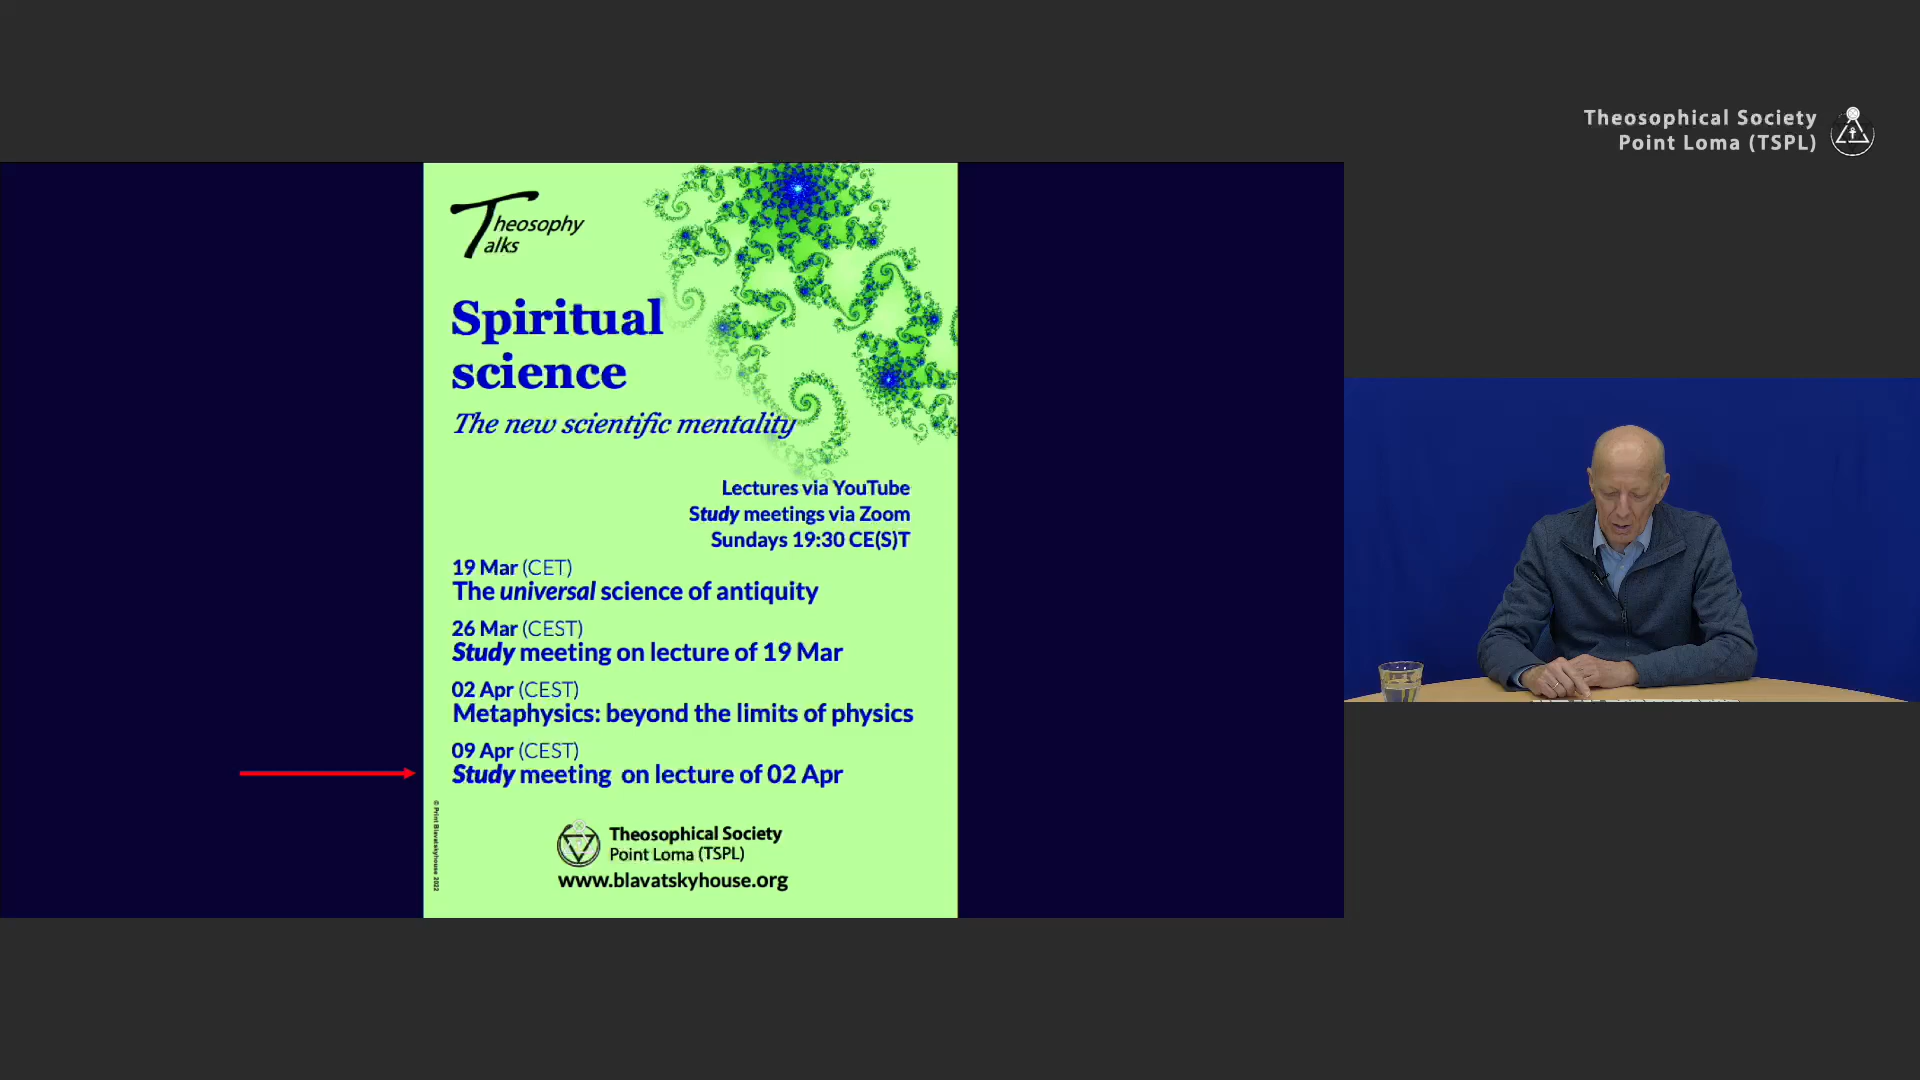 Theosophical Society
Point Loma (TSPL)
Theosophy
Talks
Spiritual
science
The new scientific mentality
Lectures via YouTube
Study meetings via Zoom
Sundays 19:30 CE(S)T
19 Mar (CET)
The universal science of antiquity
26 Mar (CEST)
Study meeting on lecture of 19 Mar
02 Apr (CEST)
Metaphysics: beyond the limits of physics
09 Apr (CEST)
Study meeting on lecture of 02 Apr
© Print Blavatskyhouse 2022
Theosophical Society
Point Loma (TSPL)
www.blavatskyhouse.org